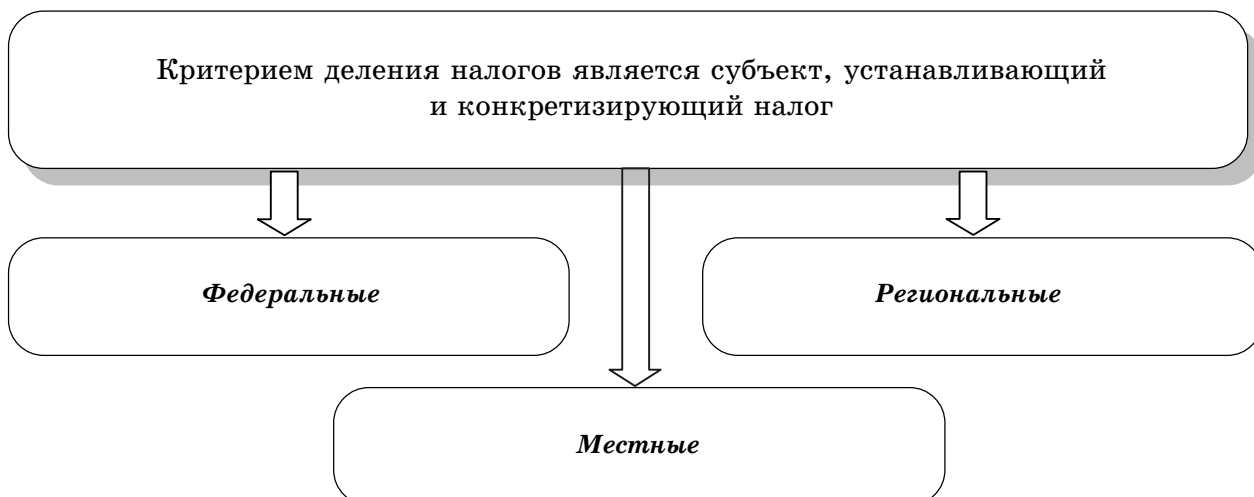 Критерием деления налогов является субъект, устанавливающий
и конкретизирующий налог
Федеральные
Региональные
Местные